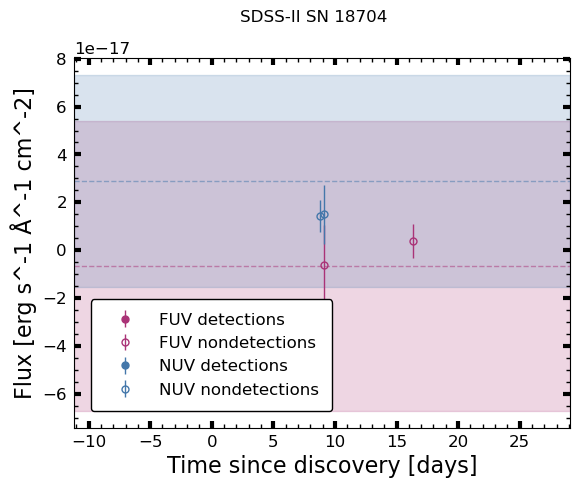 SDSS-II SN 18704
1e−17
8
6
4
2
0
−2
−4
−6
Flux [erg s^-1 Å^-1 cm^-2]
FUV detections
FUV nondetections
NUV detections
NUV nondetections
−10 −5 0 5 10 15 20 25
Time since discovery [days]